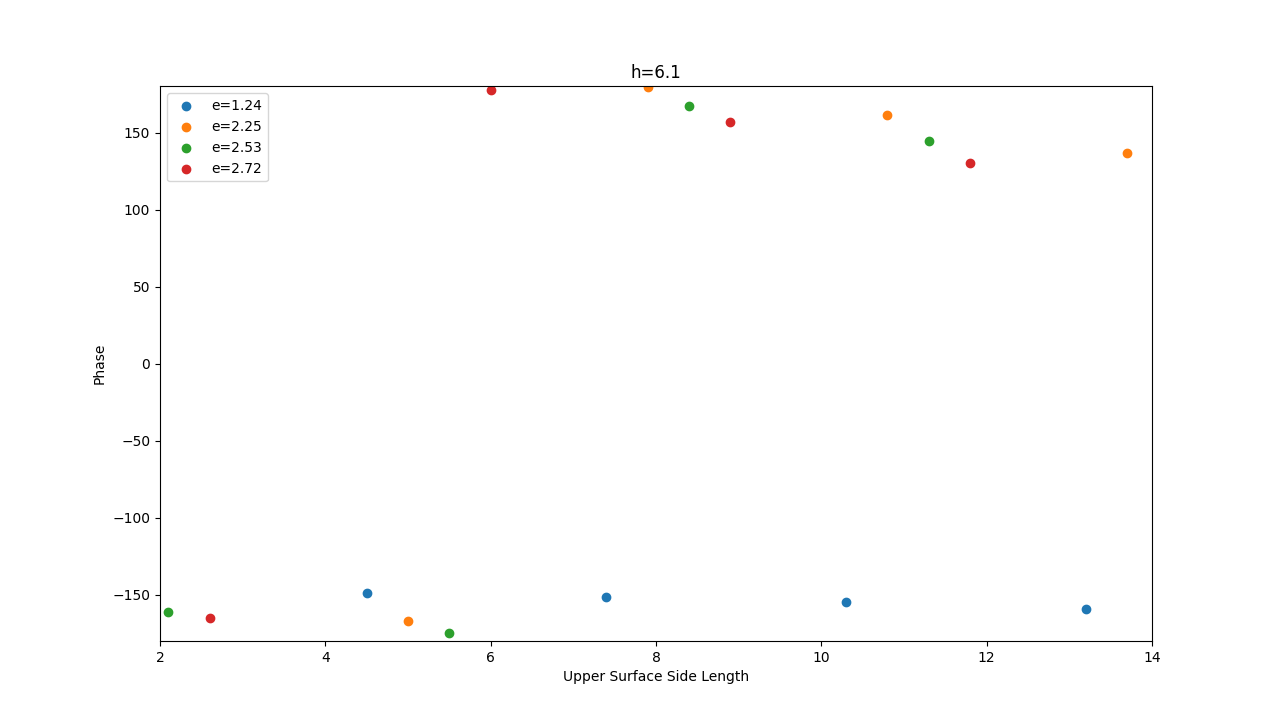 h=6.1
e=1.24
e=2.25
e=2.53
e=2.72
150
100
50
0
−50
−100
−150
Phase
2 4 6 8 10 12 14
Upper Surface Side Length